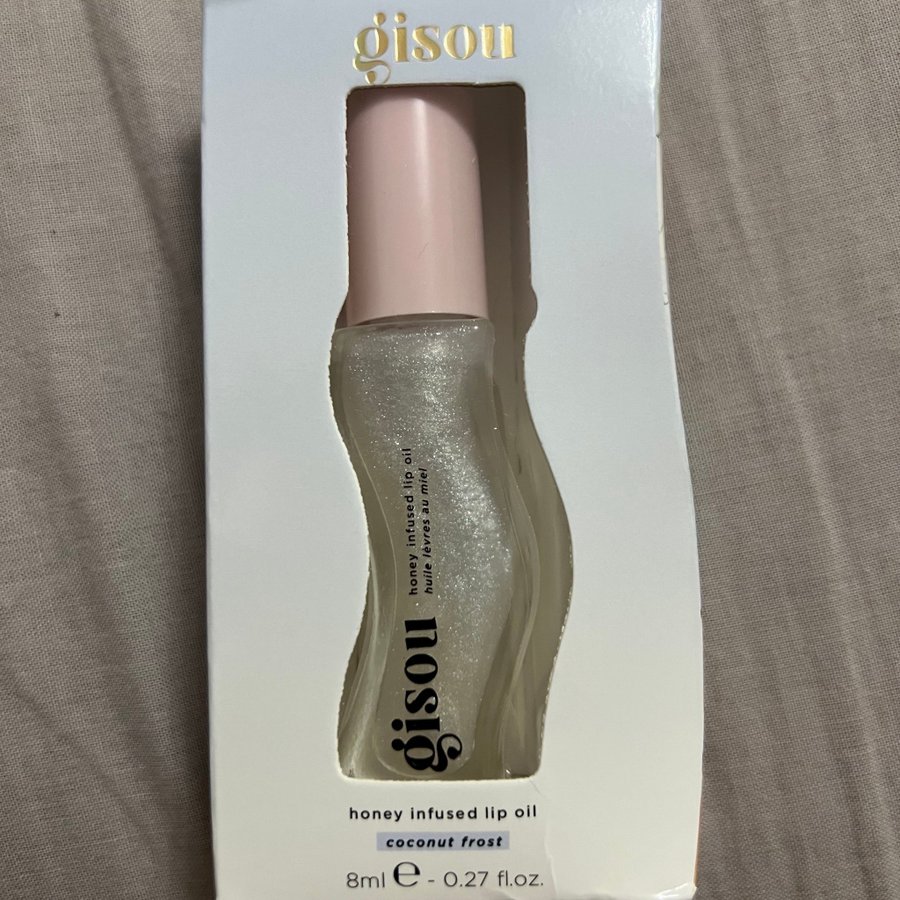 gisou
honey infused lip oil
huile lèvres au miel
gisou
honey infused lip oil
coconut frost
8ml ℮ - 0.27 fl.oz.